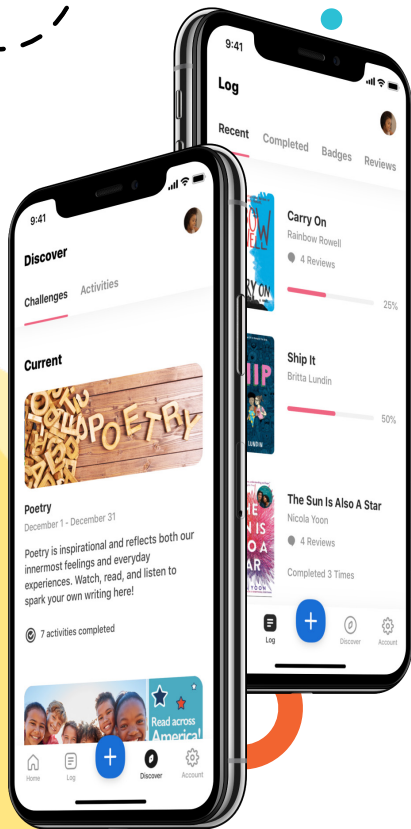 9:41
Log
Recent Completed Badges Reviews
Carry On
Rainbow Rowell
4 Reviews
25%
Ship It
Britta Lundin
50%
The Sun Is Also A Star
Nicola Yoon
4 Reviews
Completed 3 Times
Log Discover Account
9:41
Discover
Challenges Activities
Current
POETRY
Poetry
December 1 - December 31
Poetry is inspirational and reflects both our
innermost feelings and everyday
experiences. Watch, read, and listen to
spark your own writing here!
7 activities completed
Read across
America!
Home Log Discover Account